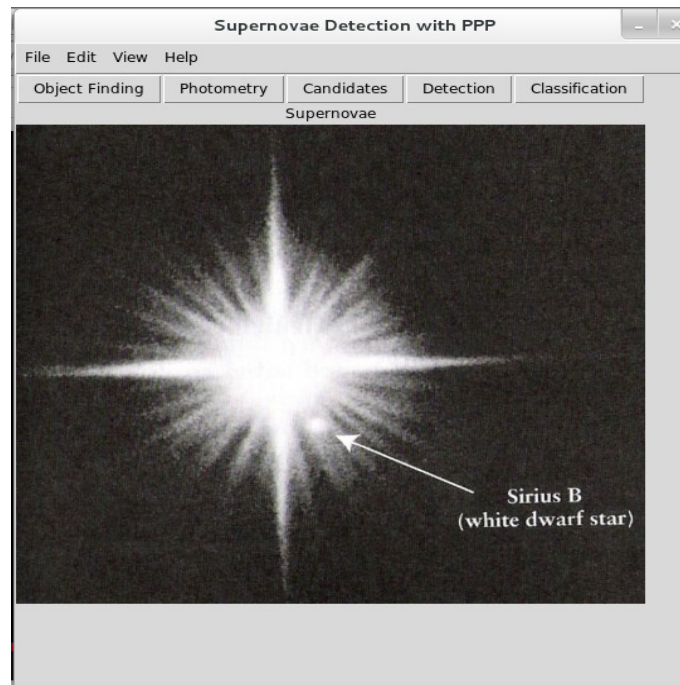 Supernovae Detection with PPP
File Edit View Help
Object Finding Photometry Candidates Detection Classification
Supernovae
Sirius B
(white dwarf star)